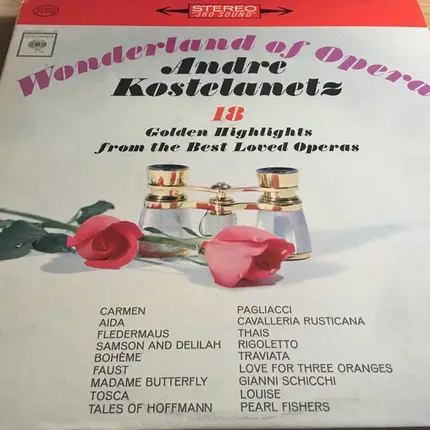 STEREO
"360 SOUND"
COLUMBIA
Wonderland of Opera
André
Kostelanetz
18
Golden Highlights
from the Best Loved Operas
CARMEN
AIDA
FLEDERMAUS
SAMSON AND DELILAH
BOHÈME
FAUST
MADAME BUTTERFLY
TOSCA
TALES OF HOFFMANN
PAGLIACCI
CAVALLERIA RUSTICANA
THAIS
RIGOLETTO
TRAVIATA
LOVE FOR THREE ORANGES
GIANNI SCHICCHI
LOUISE
PEARL FISHERS